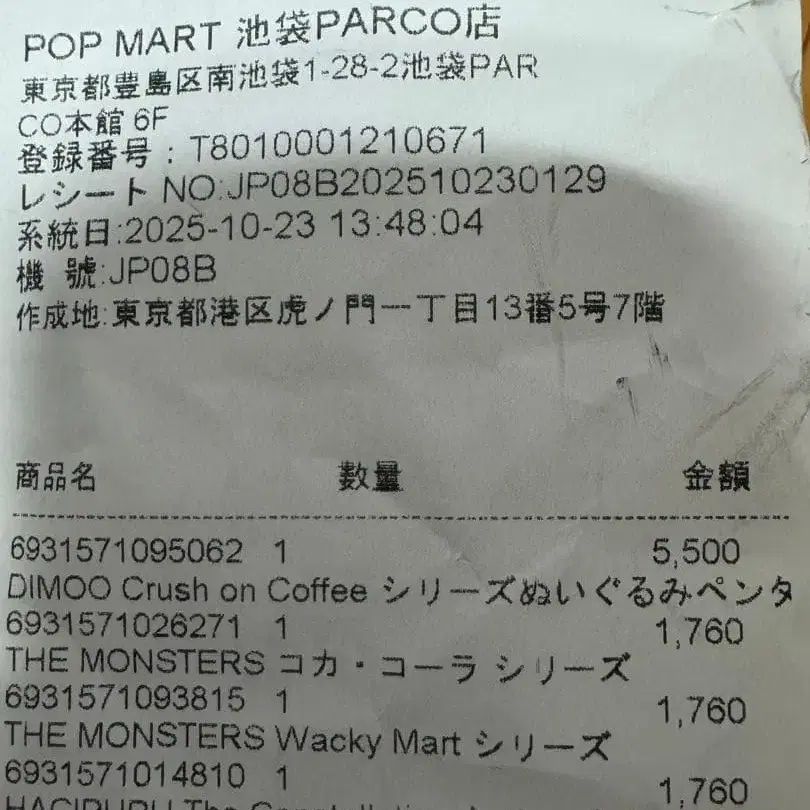 POP MART 池袋PARCO店
東京都豊島区南池袋1-28-2池袋PAR
CO本館 6F
登録番号 : T8010001210671
レシート NO:JP08B202510230129
系統日:2025-10-23 13:48:04
機 號:JP08B
作成地:東京都港区虎ノ門一丁目13番5号7階
商品名 数量 金額
6931571095062 1 5,500
DIMOO Crush on Coffee シリーズぬいぐるみペンタ
6931571026271 1 1,760
THE MONSTERS コカ・コーラ シリーズ
6931571093815 1 1,760
THE MONSTERS Wacky Mart シリーズ
6931571014810 1 1,760
HACIPUPU The